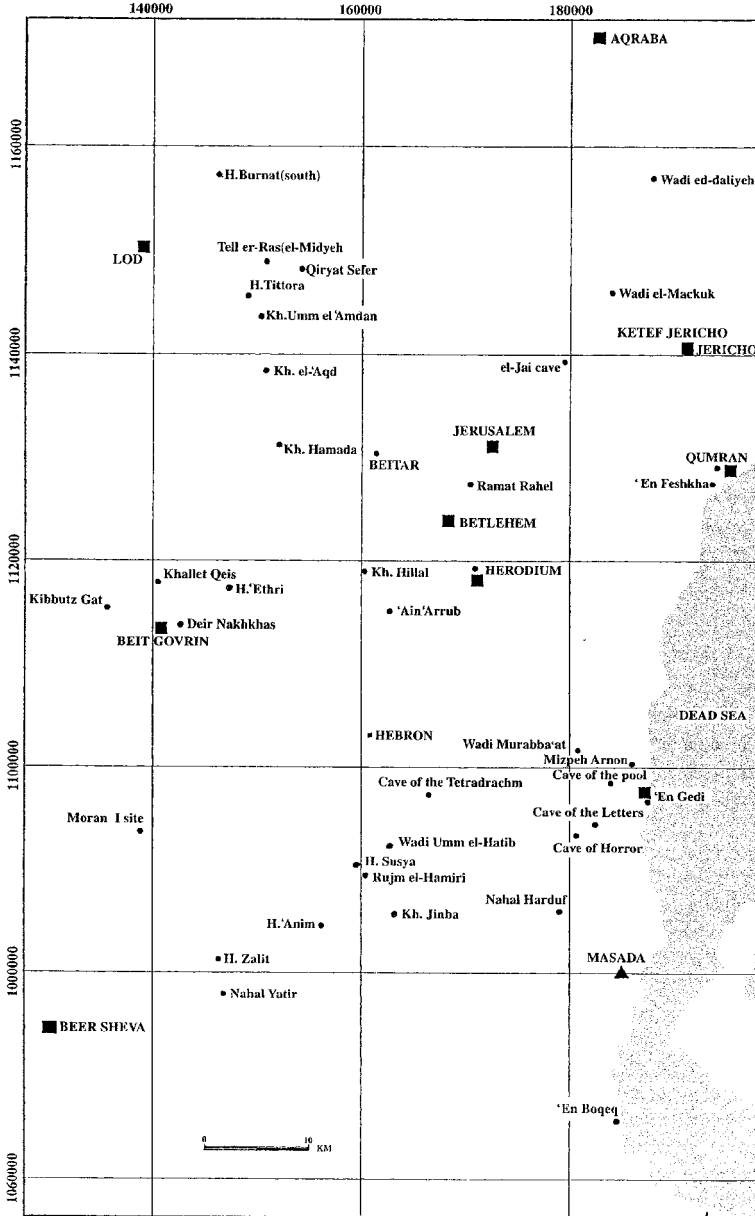 140000
160000
180000
AQRABA
1160000
H.Burnat(south)
Wadi ed-daliyeh
LOD
Tell er-Ras(el-Midyeh
Qiryat Sefer
H.Tittora
Wadi el-Mackuk
Kh.Umm el'Amdan
KETEF JERICHO
JERICHO
1140000
el-Jai cave
Kh. el-'Aqd
JERUSALEM
Kh. Hamada
BEITAR
QUMRAN
'En Feshkha
Ramat Rahel
BETLEHEM
1120000
Khallet Qeis
Kh. Hillal
HERODIUM
H.'Ethri
Kibbutz Gat
'Ain'Arrub
Deir Nakhkhas
BEIT GOVRIN
DEAD SEA
HEBRON
Wadi Murabba'at
Mizpeh Arnon
1100000
Cave of the pool
Cave of the Tetradrachm
'En Gedi
Moran I site
Cave of the Letters
Wadi Umm el-Hatib
Cave of Horror
H. Susya
Rujm el-Hamiri
Nahal Harduf
Kh. Jinba
H.'Anim
H. Zalit
MASADA
1000000
Nahal Yatir
BEER SHEVA
'En Boqeq
0
10
KM
1060000